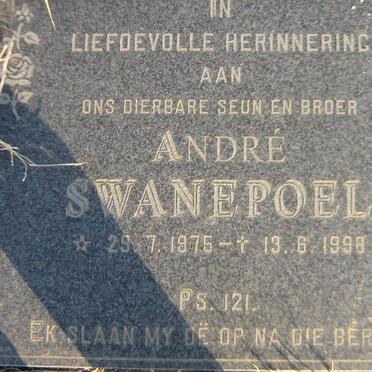 IN
LIEFDEVOLLE HERINNERING
AAN
ONS DIERBARE SEUN EN BROER
ANDRÉ
SWANEPOEL
☆ 29.7.1975 - † 13.6.1999
PS. 121.
EK SLAAN MY OË OP NA DIE BER